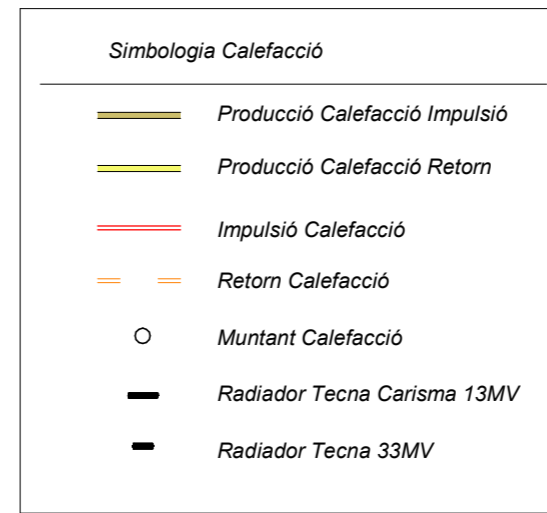 Simbologia Calefacció
Producció Calefacció Impulsió
Producció Calefacció Retorn
Impulsió Calefacció
Retorn Calefacció
Muntant Calefacció
Radiador Tecna Carisma 13MV
Radiador Tecna 33MV